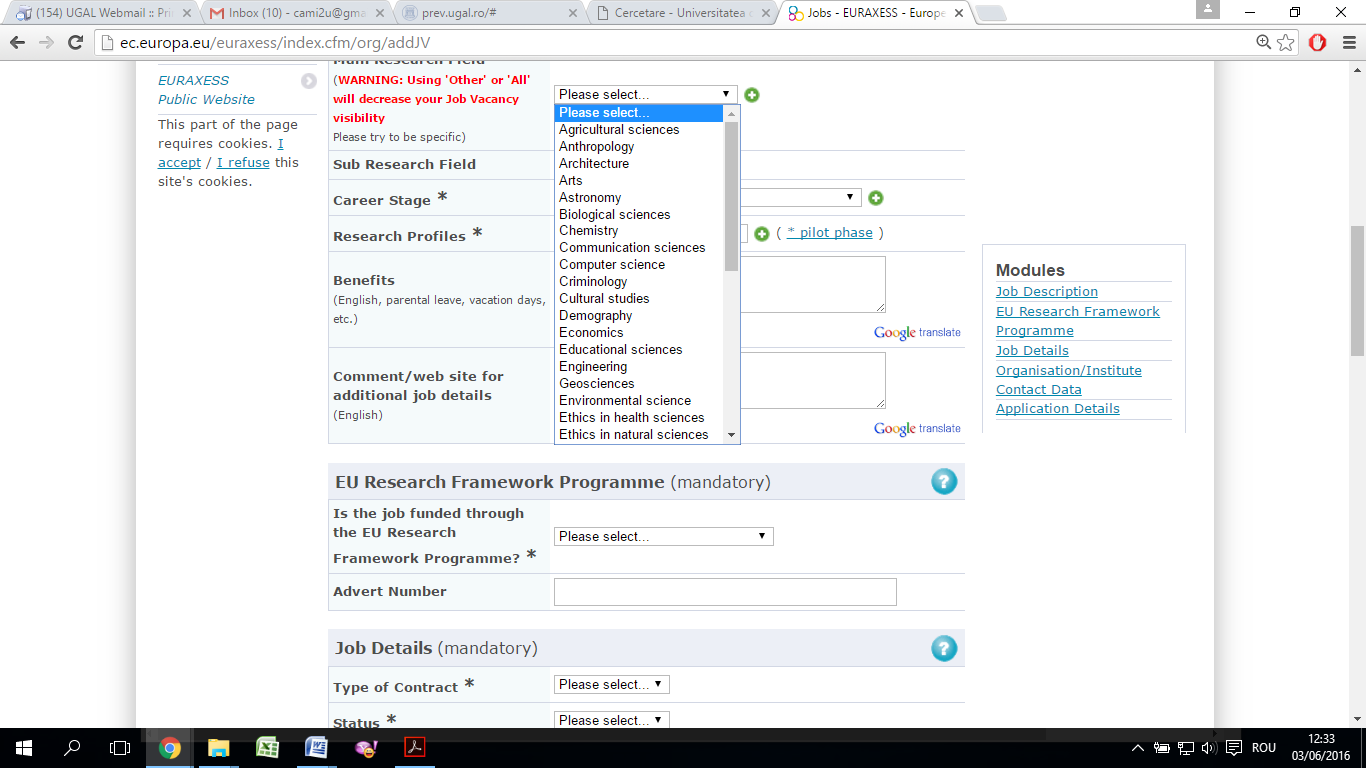 (154) UGAL Webmail :: Pri
Inbox (10) - cami2u@gma
prev.ugal.ro/#
Cercetare - Universitatea
Jobs - EURAXESS - Europe
ec.europa.eu/euraxess/index.cfm/org/addJV
EURAXESS
Public Website
This part of the page
requires cookies. I
accept / I refuse this
site's cookies.
Main Research Field
(WARNING: Using 'Other' or 'All'
will decrease your Job Vacancy
visibility
Please try to be specific)
Please select...
Please select...
Agricultural sciences
Anthropology
Architecture
Arts
Astronomy
Biological sciences
Chemistry
Communication sciences
Computer science
Criminology
Cultural studies
Demography
Economics
Educational sciences
Engineering
Geosciences
Environmental science
Ethics in health sciences
Ethics in natural sciences
Sub Research Field
Career Stage *
Research Profiles *
( * pilot phase )
Benefits
(English, parental leave, vacation days,
etc.)
Google translate
Comment/web site for
additional job details
(English)
Google translate
Modules
Job Description
EU Research Framework
Programme
Job Details
Organisation/Institute
Contact Data
Application Details
EU Research Framework Programme (mandatory)
?
Is the job funded through
the EU Research
Framework Programme? *
Please select...
Advert Number
Job Details (mandatory)
?
Type of Contract *
Please select...
Status *
Please select...
ROU
12:33
03/06/2016